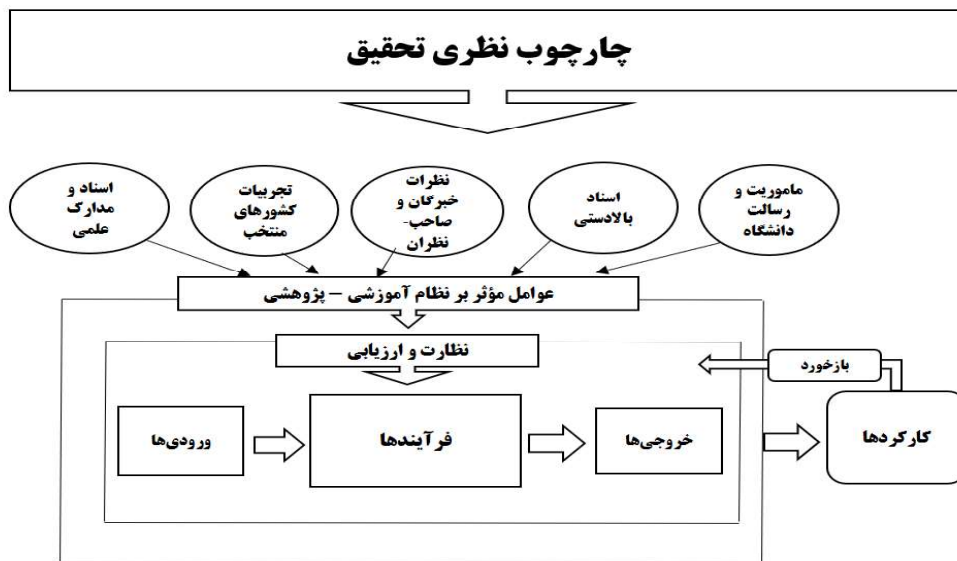 چارچوب نظری تحقیق
ماموریت و
رسالت
دانشگاه
اسناد
بالادستی
نظرات
خبرگان و
صاحب-
نظران
تجربیات
کشورهای
منتخب
اسناد و
مدارک
علمی
عوامل مؤثر بر نظام آموزشی – پژوهشی
نظارت و ارزیابی
بازخورد
ورودی‌ها
فرآیندها
خروجی‌ها
کارکردها